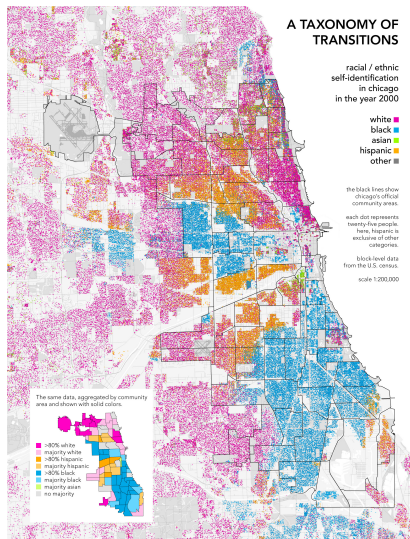 A TAXONOMY OF
TRANSITIONS
racial / ethnic
self-identification
in chicago
in the year 2000
white
black
asian
hispanic
other
the black lines show
chicago's official
community areas.
each dot represents
twenty-five people.
here, hispanic is
exclusive of other
categories.
block-level data
from the U.S. census.
scale 1:200,000
The same data, aggregated by community
area and shown with solid colors.
>80% white
majority white
>80% hispanic
majority hispanic
>80% black
majority black
majority asian
no majority